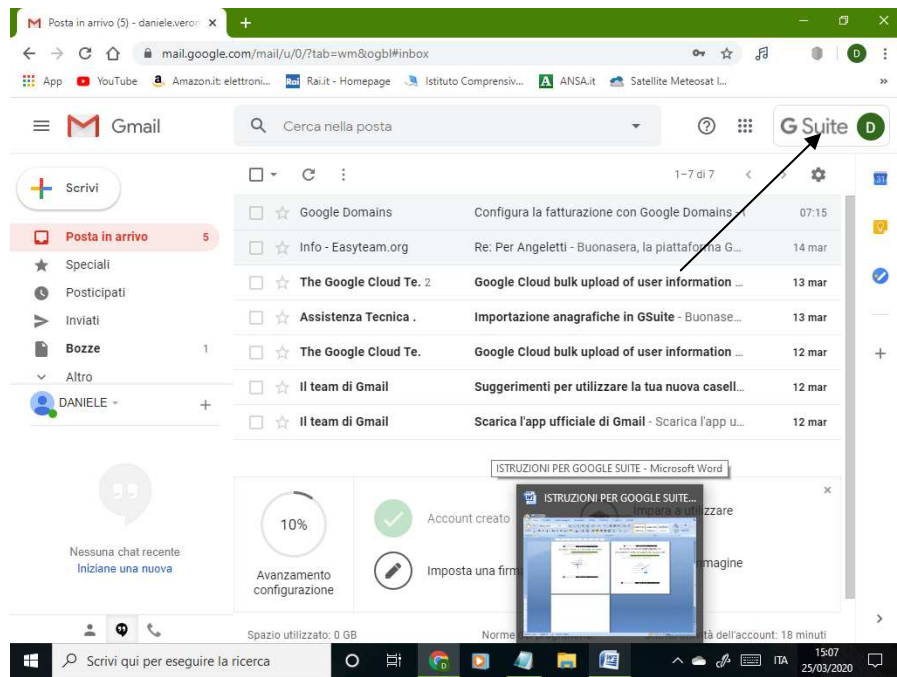 Posta in arrivo (5) - daniele.veron
mail.google.com/mail/u/0/?tab=wm&ogbl#inbox
D
App YouTube Amazon.it: elettroni... Rai Rai.it - Homepage Istituto Comprensiv... A ANSA.it Satellite Meteosat I... »
Gmail
Cerca nella posta
G Suite D
Scrivi
1–7 di 7
31
Google Domains Configura la fatturazione con Google Domains - 07:15
Posta in arrivo 5
Info - Easyteam.org Re: Per Angeletti - Buonasera, la piattaforma G... 14 mar
Speciali
The Google Cloud Te. 2 Google Cloud bulk upload of user information ... 13 mar
Posticipati
Inviati
Assistenza Tecnica . Importazione anagrafiche in GSuite - Buonase... 13 mar
Bozze 1
The Google Cloud Te. Google Cloud bulk upload of user information ... 12 mar
Altro
Il team di Gmail Suggerimenti per utilizzare la tua nuova casell... 12 mar
DANIELE
Il team di Gmail Scarica l'app ufficiale di Gmail - Scarica l'app u... 12 mar
ISTRUZIONI PER GOOGLE SUITE - Microsoft Word
ISTRUZIONI PER GOOGLE SUITE...
Impara a utilizzare
10%
Account creato
Nessuna chat recente
Iniziane una nuova
Imposta una firm
magine
Avanzamento
configurazione
Spazio utilizzato: 0 GB
Norme de
tà dell'account: 18 minuti
Scrivi qui per eseguire la ricerca
ITA
15:07
25/03/2020